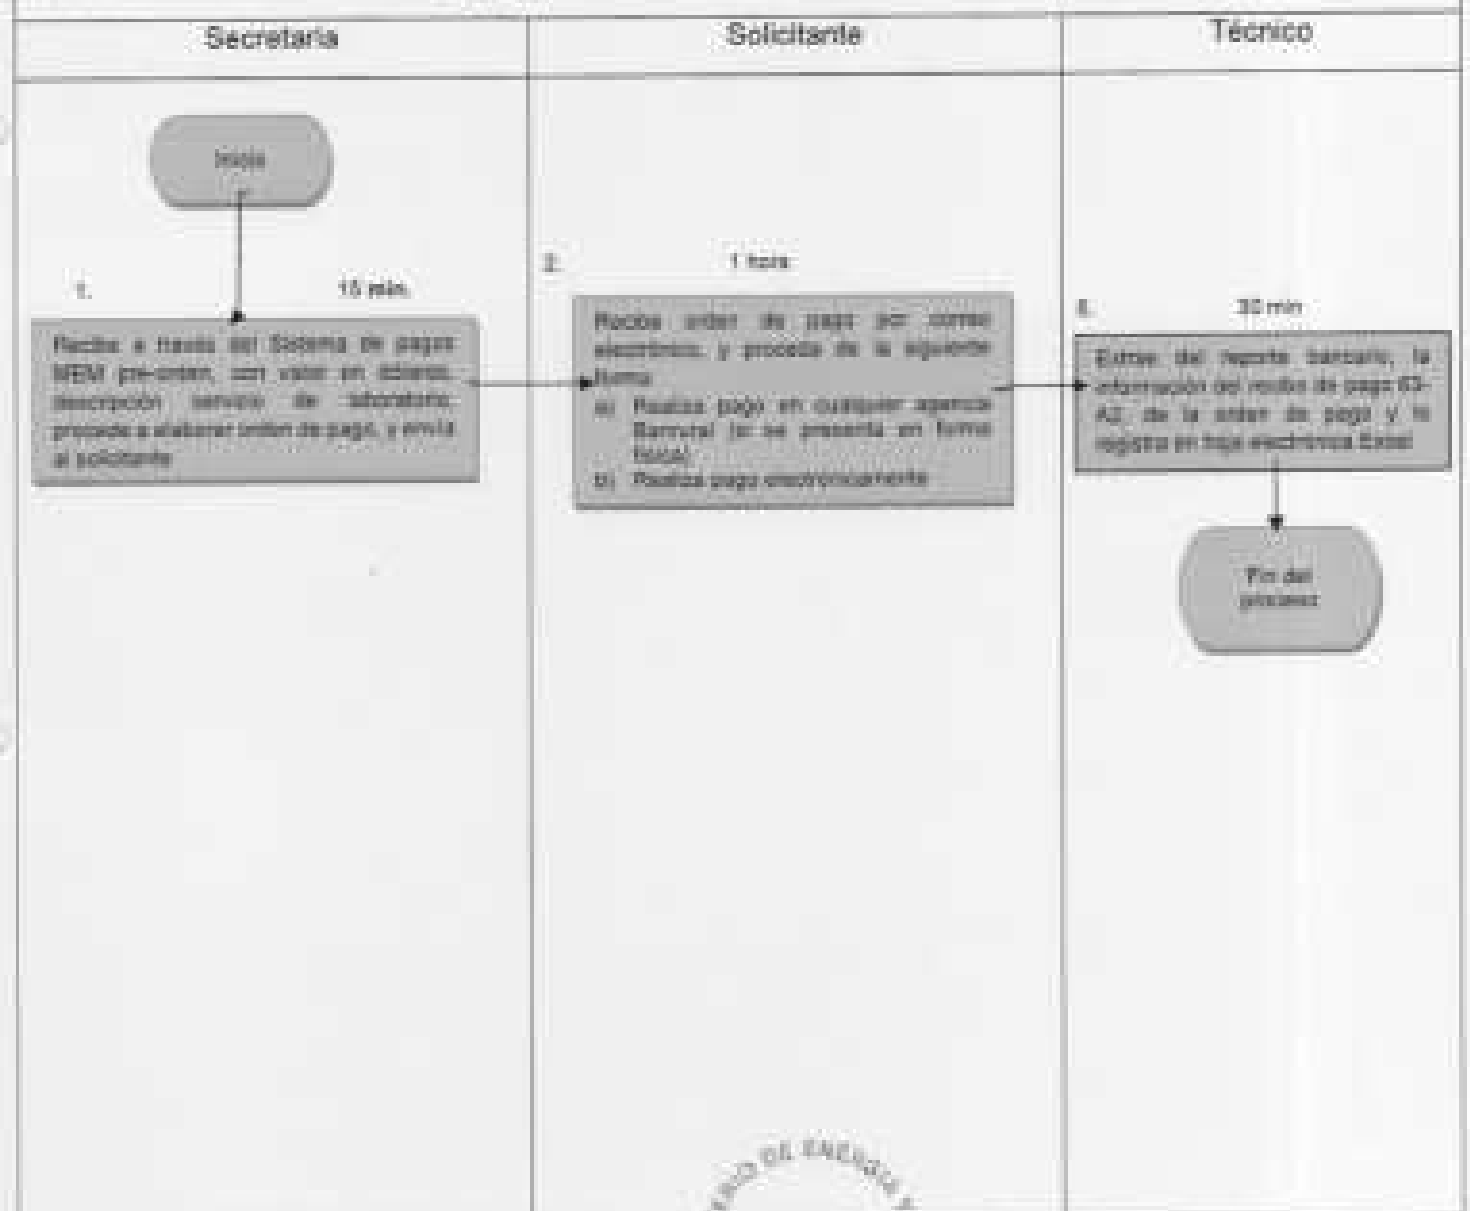 Secretaria
Solicitante
Técnico
Inicio
1.
15 min.
Recibe a través del Sistema de pagos
MEM pre-orden, con valor en dólares,
descripción servicio de laboratorio,
procede a elaborar orden de pago, y envía
al solicitante
2.
1 hora
Recibe orden de pago por correo
electrónico, y procede de la siguiente
forma
a) Realiza pago en cualquier agencia
Banrural (si se presenta en forma
física)
b) Realiza pago electrónicamente
30 min
Extrae del reporte bancario, la
información del recibo de pago 63-
A2, de la orden de pago y lo
registra en hoja electrónica Excel
Fin del
proceso
DE ENERGÍA